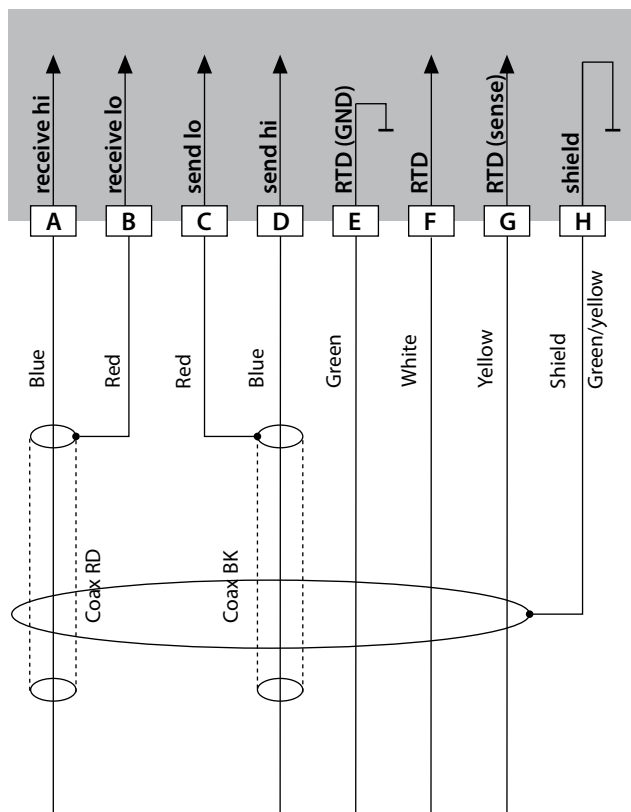 receive hi
receive lo
send lo
send hi
RTD (GND)
RTD
RTD (sense)
shield
A
B
C
D
E
F
G
H
Blue
Red
Red
Blue
Green
White
Yellow
Shield
Green/yellow
Coax RD
Coax BK